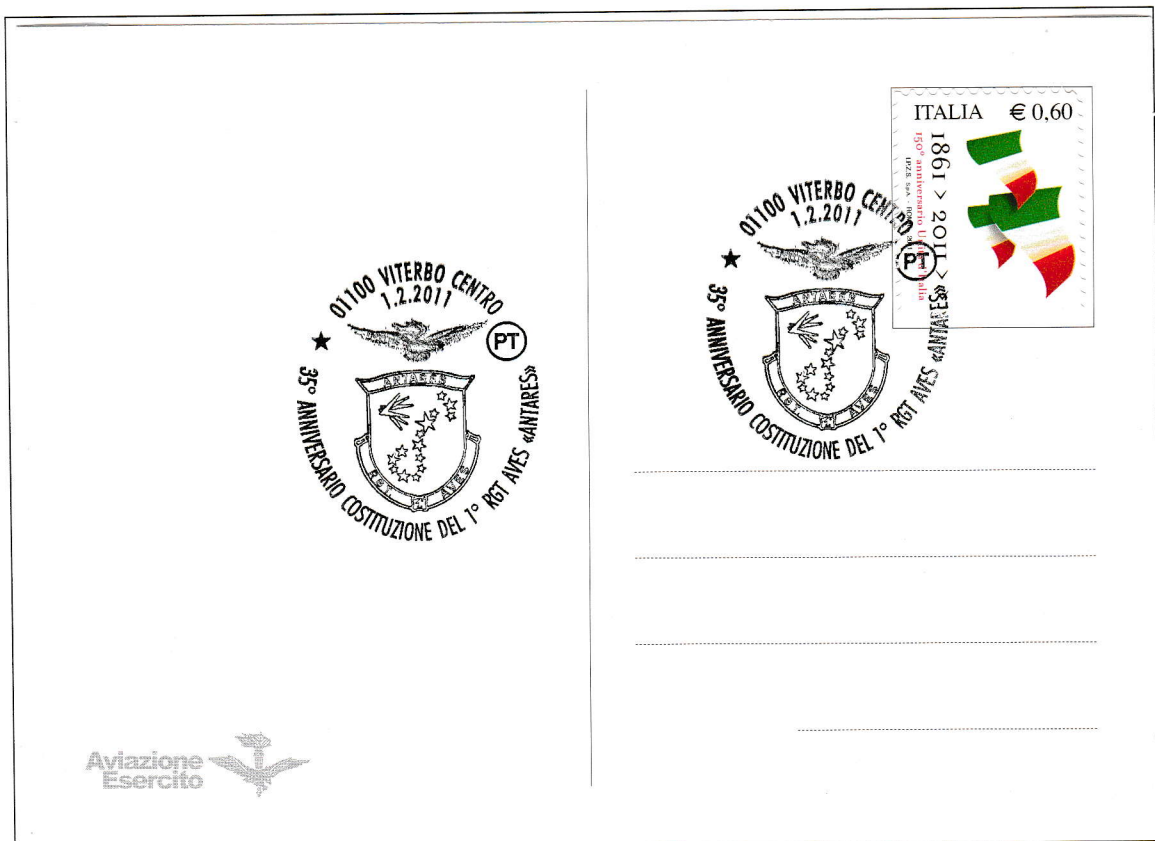 01100 VITERBO CENTRO
1.2.2011
PT
ANTARES
RGT. AVES
35° ANNIVERSARIO COSTITUZIONE DEL 1° RGT AVES «ANTARES»
Aviazione
Esercito
ITALIA € 0,60
1861 > 2011 >
150° anniversario Unità d'Italia
I.P.Z.S. S.p.A. - ROMA
01100 VITERBO CENTRO
1.2.2011
PT
ANTARES
RGT. AVES
35° ANNIVERSARIO COSTITUZIONE DEL 1° RGT AVES «ANTARES»